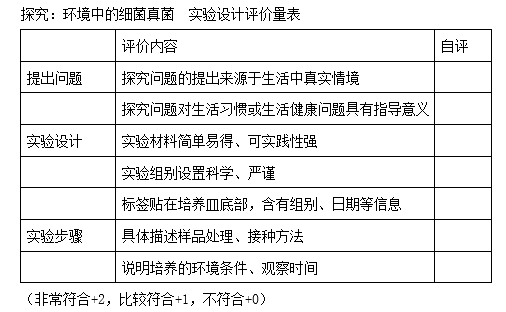 探究：环境中的细菌真菌 实验设计评价量表
评价内容 自评
提出问题 探究问题的提出来源于生活中真实情境
探究问题对生活习惯或生活健康问题具有指导意义
实验设计 实验材料简单易得、可实践性强
实验组别设置科学、严谨
标签贴在培养皿底部，含有组别、日期等信息
实验步骤 具体描述样品处理、接种方法
说明培养的环境条件、观察时间
（非常符合+2，比较符合+1，不符合+0）